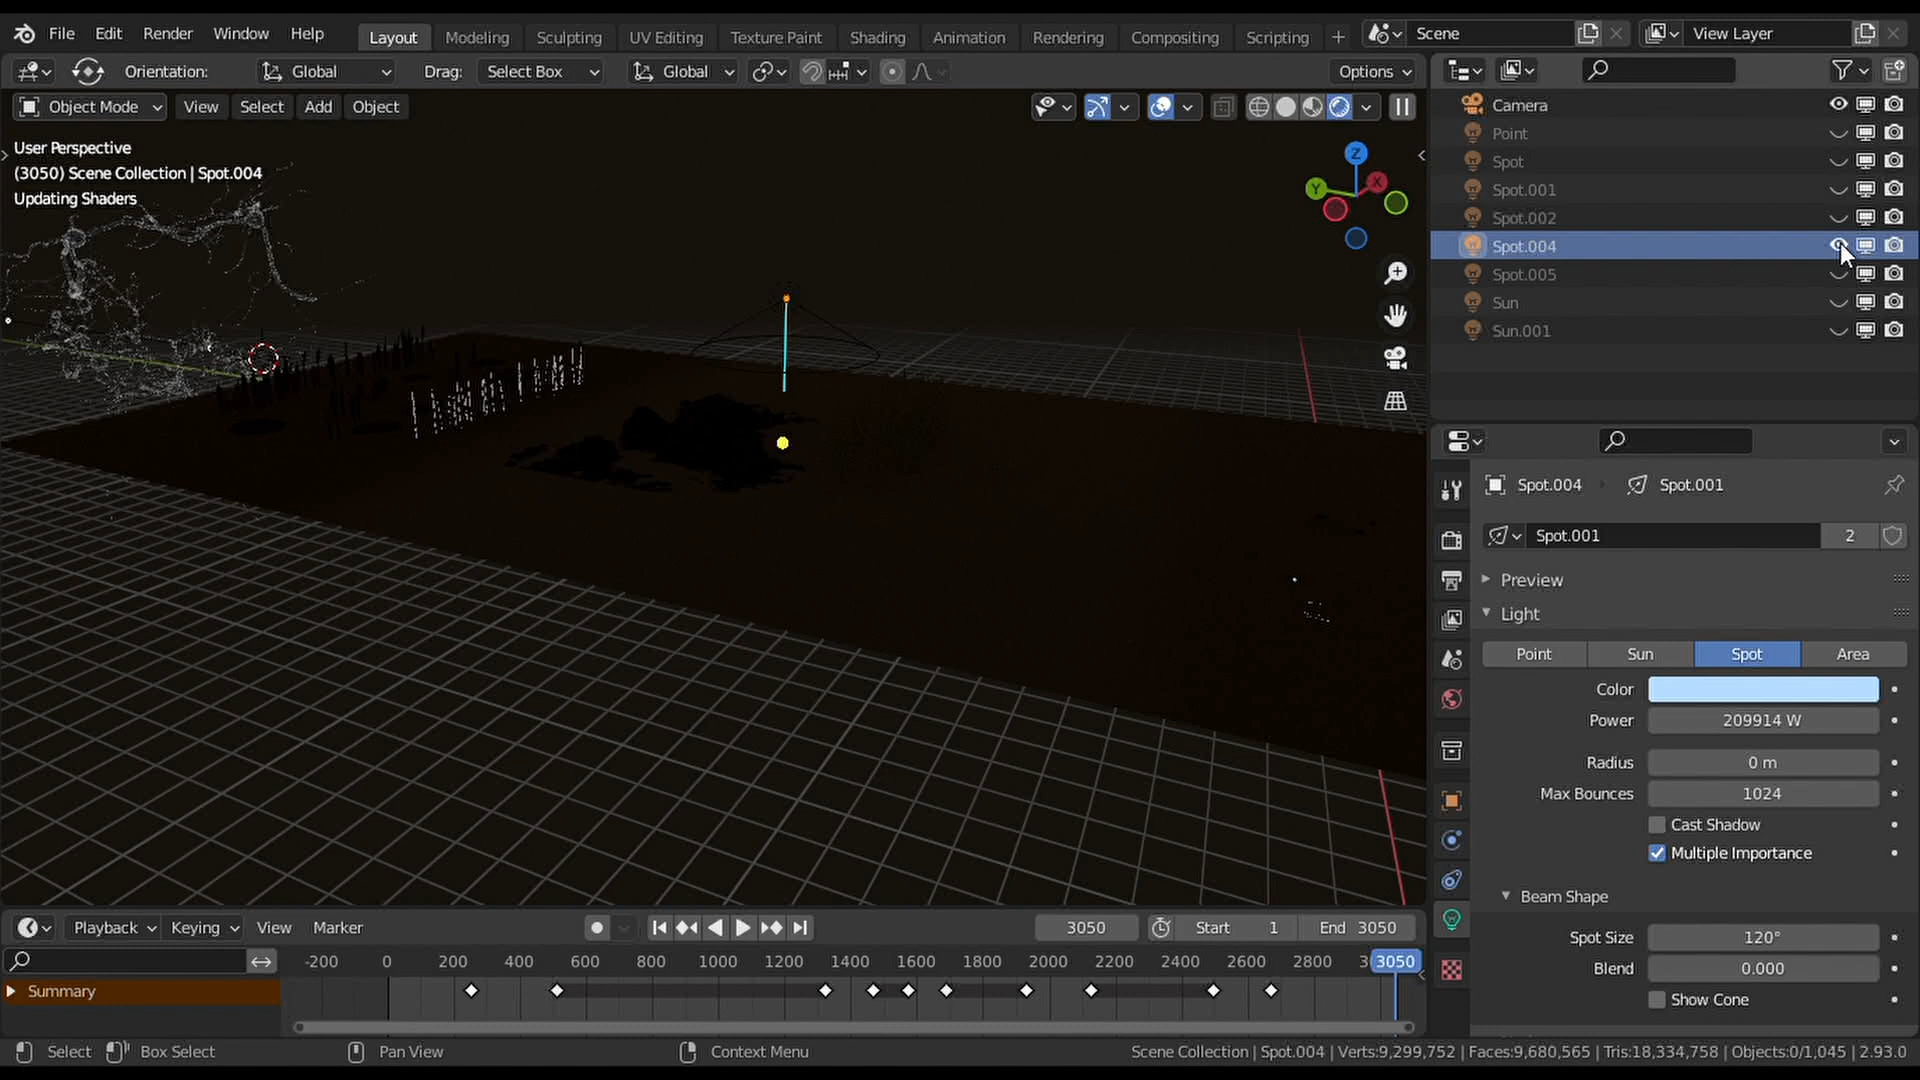 File Edit Render Window Help Layout Modeling Sculpting UV Editing Texture Paint Shading Animation Rendering Compositing Scripting + Scene View Layer
Orientation: Global Drag: Select Box Global Options
Object Mode View Select Add Object
User Perspective
(3050) Scene Collection | Spot.004
Updating Shaders
Z
Y
X
Camera
Point
Spot
Spot.001
Spot.002
Spot.004
Spot.005
Sun
Sun.001
Spot.004 Spot.001
Spot.001 2
Preview
Light
Point Sun Spot Area
Color
Power 209914 W
Radius 0 m
Max Bounces 1024
Cast Shadow
Multiple Importance
Beam Shape
Spot Size 120°
Blend 0.000
Show Cone
Playback Keying View Marker 3050 Start 1 End 3050
-200 0 200 400 600 800 1000 1200 1400 1600 1800 2000 2200 2400 2600 2800 3050
Summary
Select Box Select Pan View Context Menu Scene Collection | Spot.004 | Verts:9,299,752 | Faces:9,680,565 | Tris:18,334,758 | Objects:0/1,045 | 2.93.0